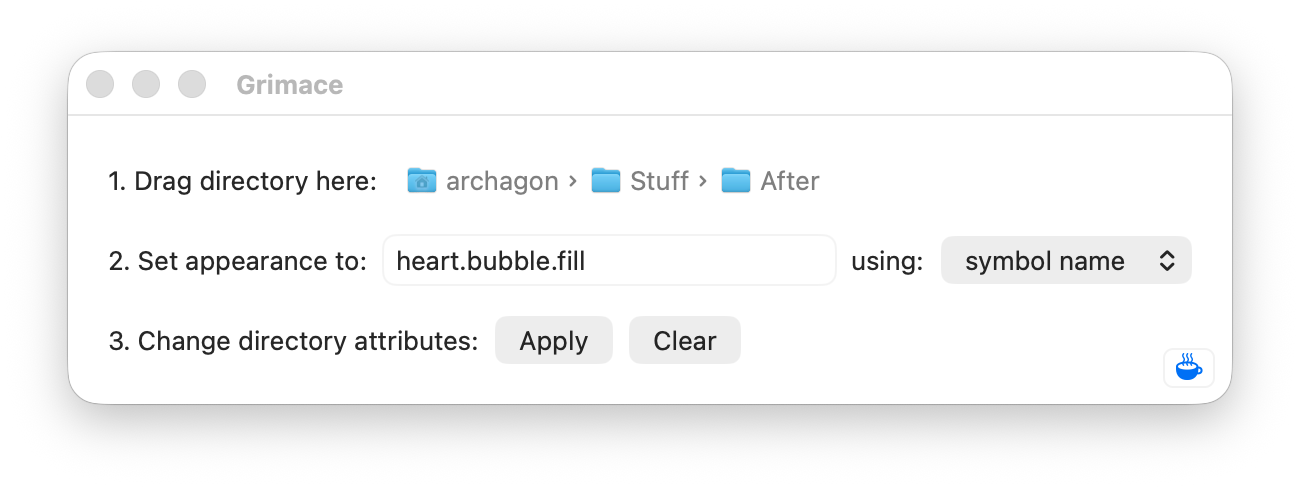 Grimace
1. Drag directory here: archagon › Stuff › After
2. Set appearance to: heart.bubble.fill using: symbol name
3. Change directory attributes: Apply Clear